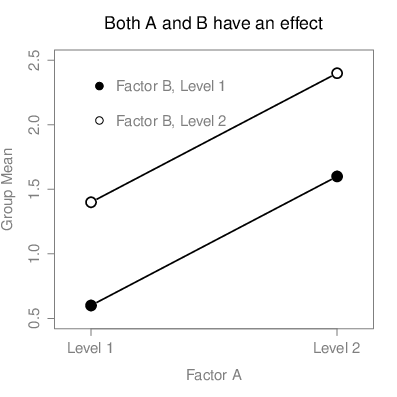 Both A and B have an effect
2.5
2.0
1.5
1.0
0.5
Group Mean
Factor B, Level 1
Factor B, Level 2
Level 1
Level 2
Factor A